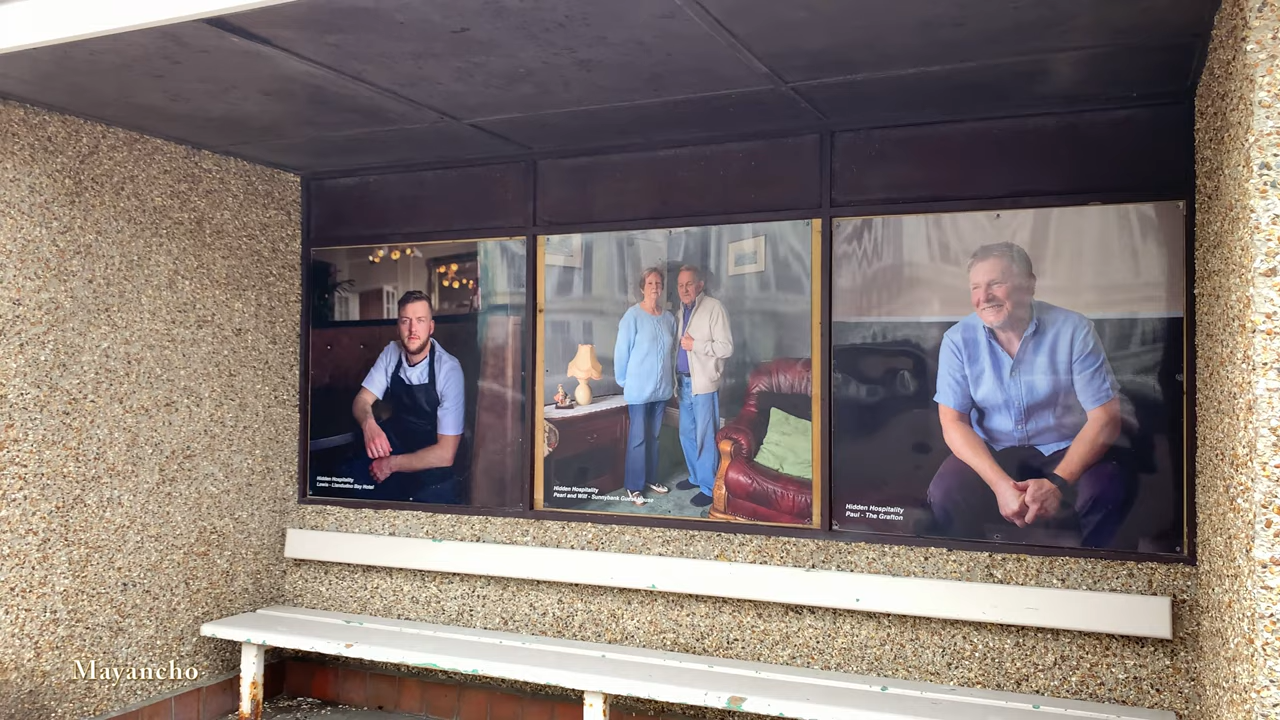 Hidden Hospitality
Lewis - Llandudno Bay Hotel
Hidden Hospitality
Pearl and Wilf - Sunnybank Guest House
Hidden Hospitality
Paul - The Grafton
Mayancho